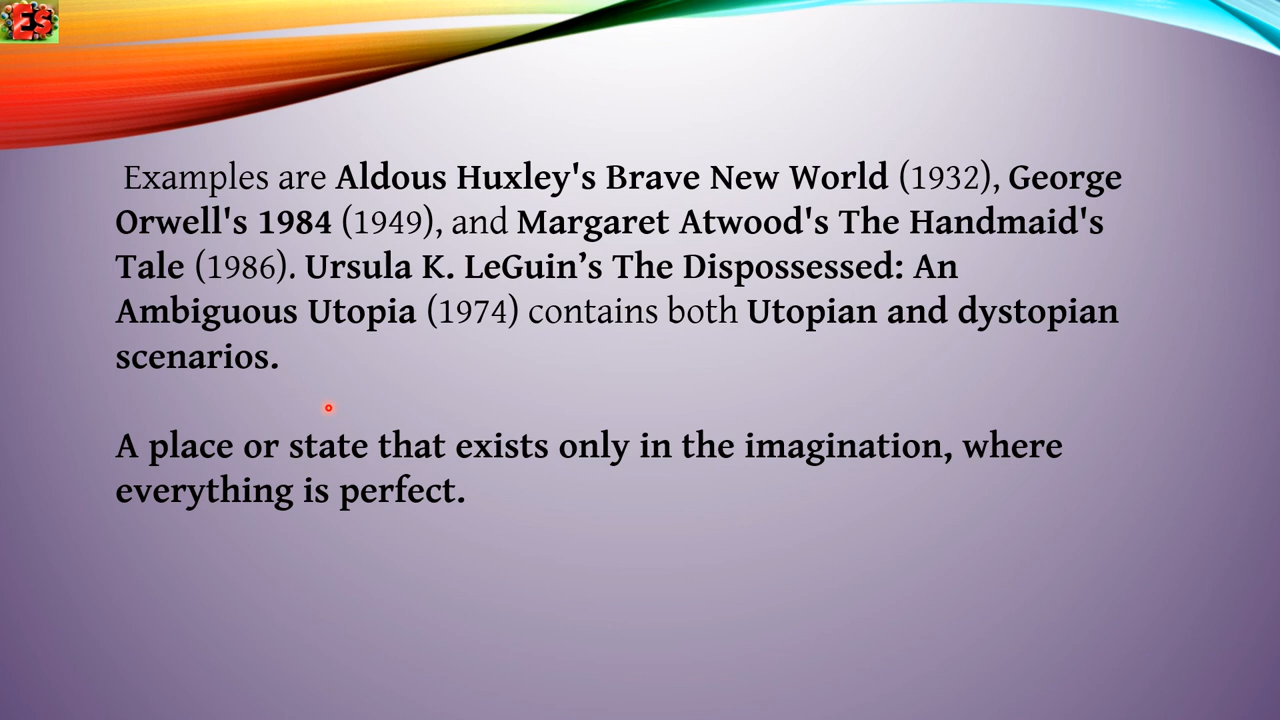 ES
Examples are Aldous Huxley's Brave New World (1932), George
Orwell's 1984 (1949), and Margaret Atwood's The Handmaid's
Tale (1986). Ursula K. LeGuin’s The Dispossessed: An
Ambiguous Utopia (1974) contains both Utopian and dystopian
scenarios.
A place or state that exists only in the imagination, where
everything is perfect.